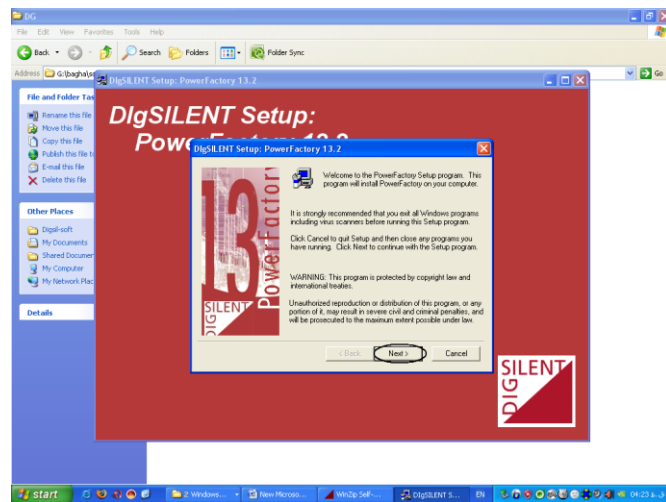 DG
File Edit View Favorites Tools Help
Back Search Folders Folder Sync
Address G:\bagha\ Go
File and Folder Tas
Rename this file
Move this file
Copy this file
Publish this file to
E-mail this file
Delete this file
Other Places
Digsil-soft
My Documents
Shared Documen
My Computer
My Network Plac
Details
DIgSILENT Setup: PowerFactory 13.2
DIgSILENT Setup:
PowerFactory 13.2
DIgSILENT Setup: PowerFactory 13.2
Welcome to the PowerFactory Setup program. This
program will install PowerFactory on your computer.
It is strongly recommended that you exit all Windows programs
including virus scanners before running this Setup program.
Click Cancel to quit Setup and then close any programs you
have running. Click Next to continue with the Setup program.
WARNING: This program is protected by copyright law and
international treaties.
Unauthorized reproduction or distribution of this program, or any
portion of it, may result in severe civil and criminal penalties, and
will be prosecuted to the maximum extent possible under law.
13
PowerFactory
DIG
SILENT
< Back Next > Cancel
DIG
SILENT
start 2 Windows... New Microso... WinZip Self-... DIgSILENT S... EN 04:23 ب.ظ